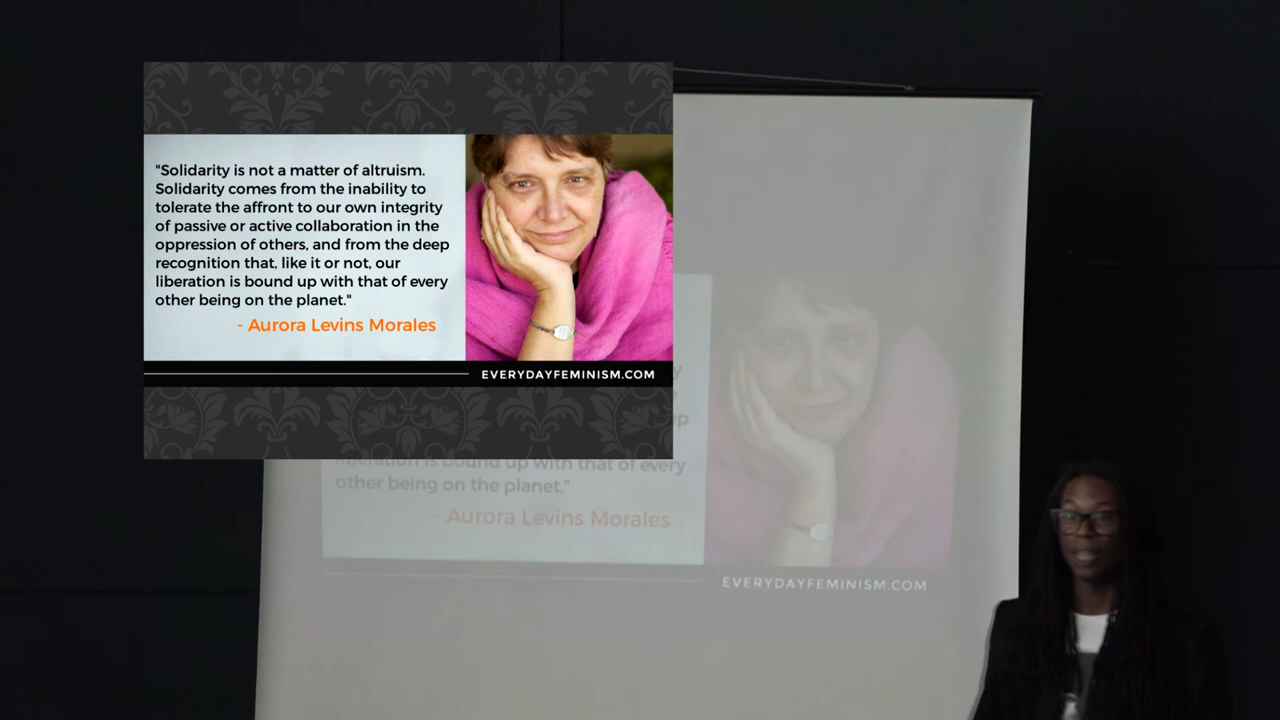 "Solidarity is not a matter of altruism.
Solidarity comes from the inability to
tolerate the affront to our own integrity
of passive or active collaboration in the
oppression of others, and from the deep
recognition that, like it or not, our
liberation is bound up with that of every
other being on the planet."
- Aurora Levins Morales
EVERYDAYFEMINISM.COM
liberation is bound up with that of every
other being on the planet."
- Aurora Levins Morales
EVERYDAYFEMINISM.COM